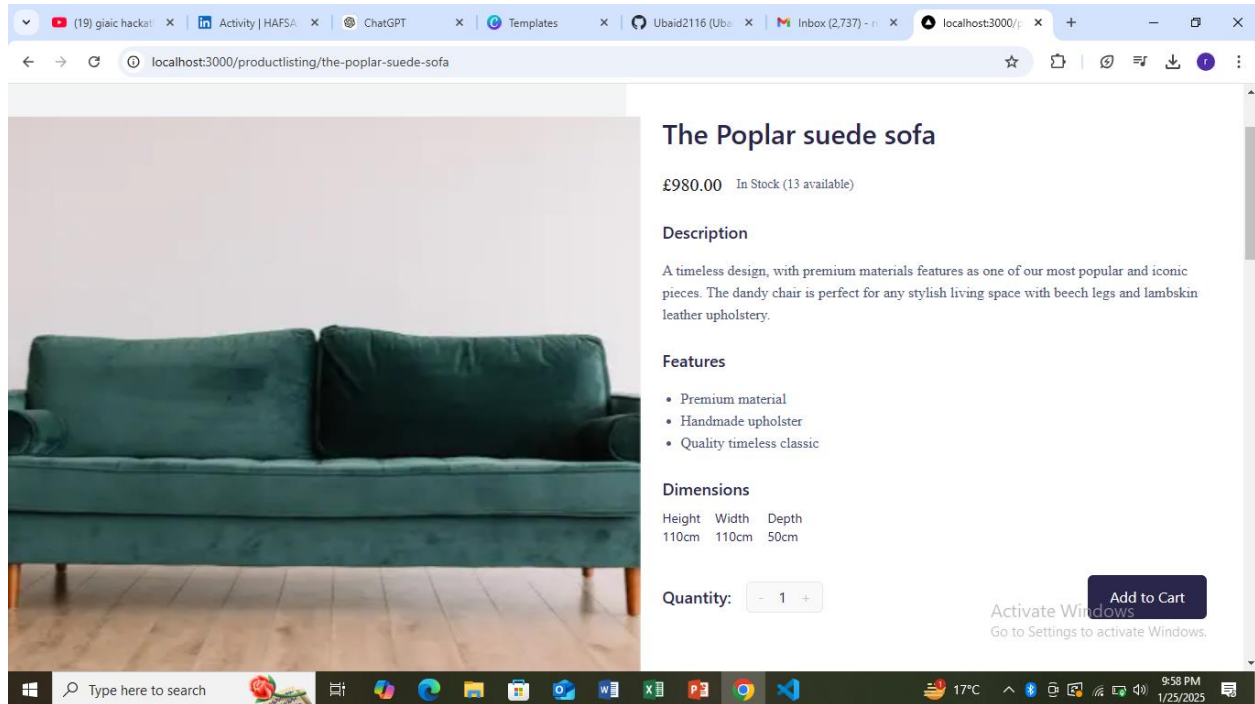 (19) giaic hackat
Activity | HAFSA
ChatGPT
Templates
Ubaid2116 (Uba
Inbox (2,737) - n
localhost:3000/p
localhost:3000/productlisting/the-poplar-suede-sofa
r
The Poplar suede sofa
£980.00 In Stock (13 available)
Description
A timeless design, with premium materials features as one of our most popular and iconic
pieces. The dandy chair is perfect for any stylish living space with beech legs and lambskin
leather upholstery.
Features
• Premium material
• Handmade upholster
• Quality timeless classic
Dimensions
Height Width Depth
110cm 110cm 50cm
Quantity: - 1 + Add to Cart
Activate Windows
Go to Settings to activate Windows.
Type here to search
17°C
9:58 PM
1/25/2025